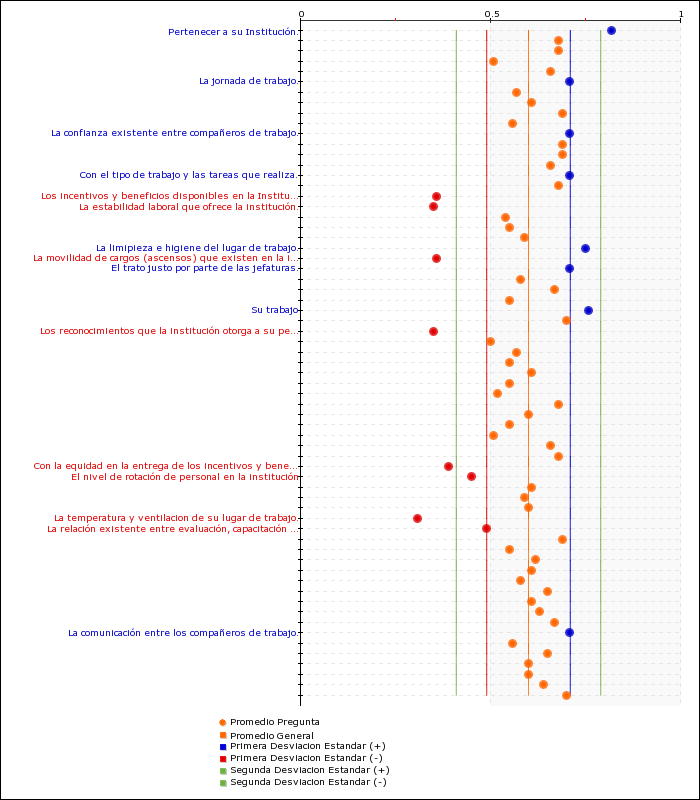 0 0.5 1
Pertenecer a su Institución.
La jornada de trabajo.
La confianza existente entre compañeros de trabajo.
Con el tipo de trabajo y las tareas que realiza.
Los incentivos y beneficios disponibles en la Institu...
La estabilidad laboral que ofrece la institución.
La limipieza e higiene del lugar de trabajo.
La movilidad de cargos (ascensos) que existen en la i...
El trato justo por parte de las jefaturas.
Su trabajo
Los reconocimientos que la institución otorga a su pe...
Con la equidad en la entrega de los incentivos y bene...
El nivel de rotación de personal en la institución
La temperatura y ventilacion de su lugar de trabajo.
La relación existente entre evaluación, capacitación ...
La comunicación entre los compañeros de trabajo.
Promedio Pregunta
Promedio General
Primera Desviacion Estandar (+)
Primera Desviacion Estandar (-)
Segunda Desviacion Estandar (+)
Segunda Desviacion Estandar (-)